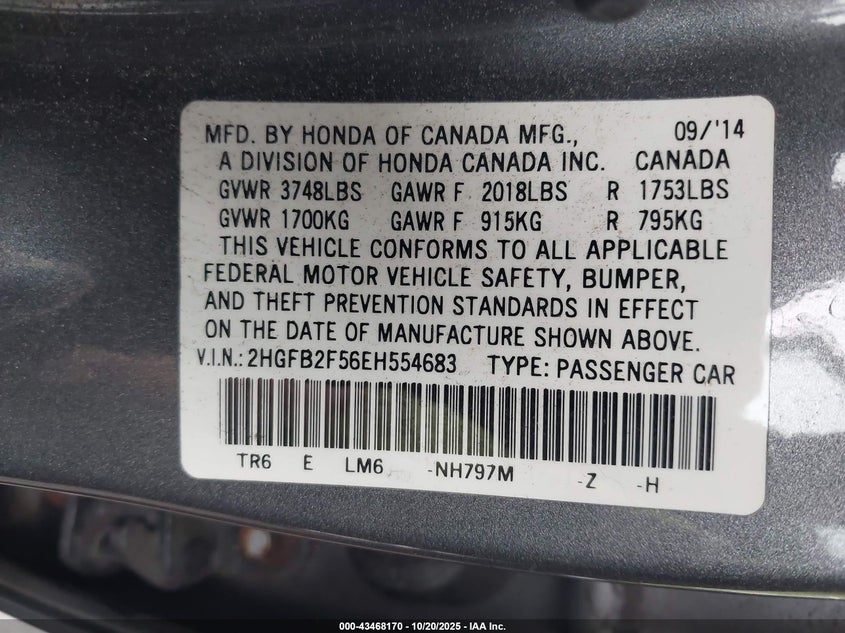 MFD. BY HONDA OF CANADA MFG., 09/'14
A DIVISION OF HONDA CANADA INC. CANADA
GVWR 3748LBS GAWR F 2018LBS R 1753LBS
GVWR 1700KG GAWR F 915KG R 795KG
THIS VEHICLE CONFORMS TO ALL APPLICABLE
FEDERAL MOTOR VEHICLE SAFETY, BUMPER,
AND THEFT PREVENTION STANDARDS IN EFFECT
ON THE DATE OF MANUFACTURE SHOWN ABOVE.
V.I.N.: 2HGFB2F56EH554683 TYPE: PASSENGER CAR
TR6 E LM6 -NH797M -Z -H
000-43468170 | 10/20/2025 – IAA Inc.